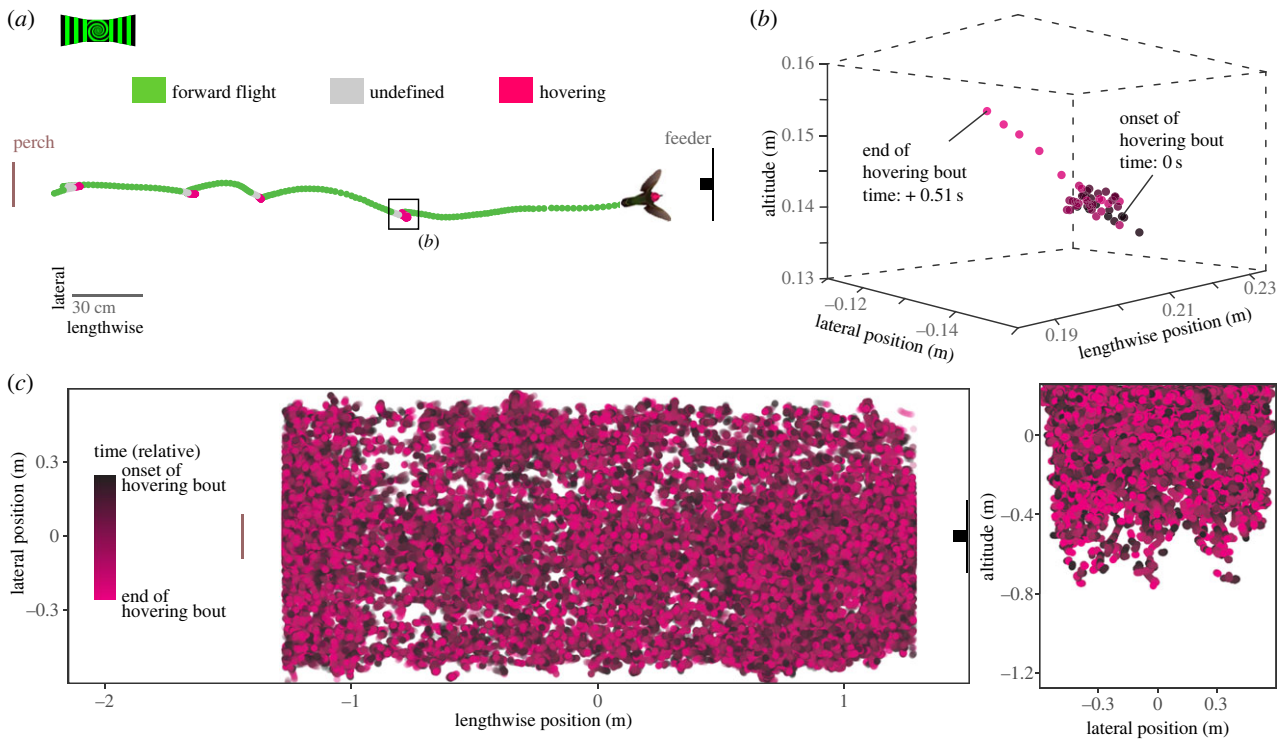 (a)
forward flight
undefined
hovering
perch
feeder
(b)
lateral
30 cm
lengthwise
(b)
0.16
0.15
0.14
0.13
altitude (m)
end of
hovering bout
time: + 0.51 s
onset of
hovering bout
time: 0 s
−0.12
−0.14
lateral position (m)
0.19
0.21
0.23
lengthwise position (m)
(c)
lateral position (m)
0.3
0
−0.3
time (relative)
onset of
hovering bout
end of
hovering bout
−2
−1
0
1
lengthwise position (m)
altitude (m)
0
−0.4
−0.8
−1.2
−0.3
0
0.3
lateral position (m)